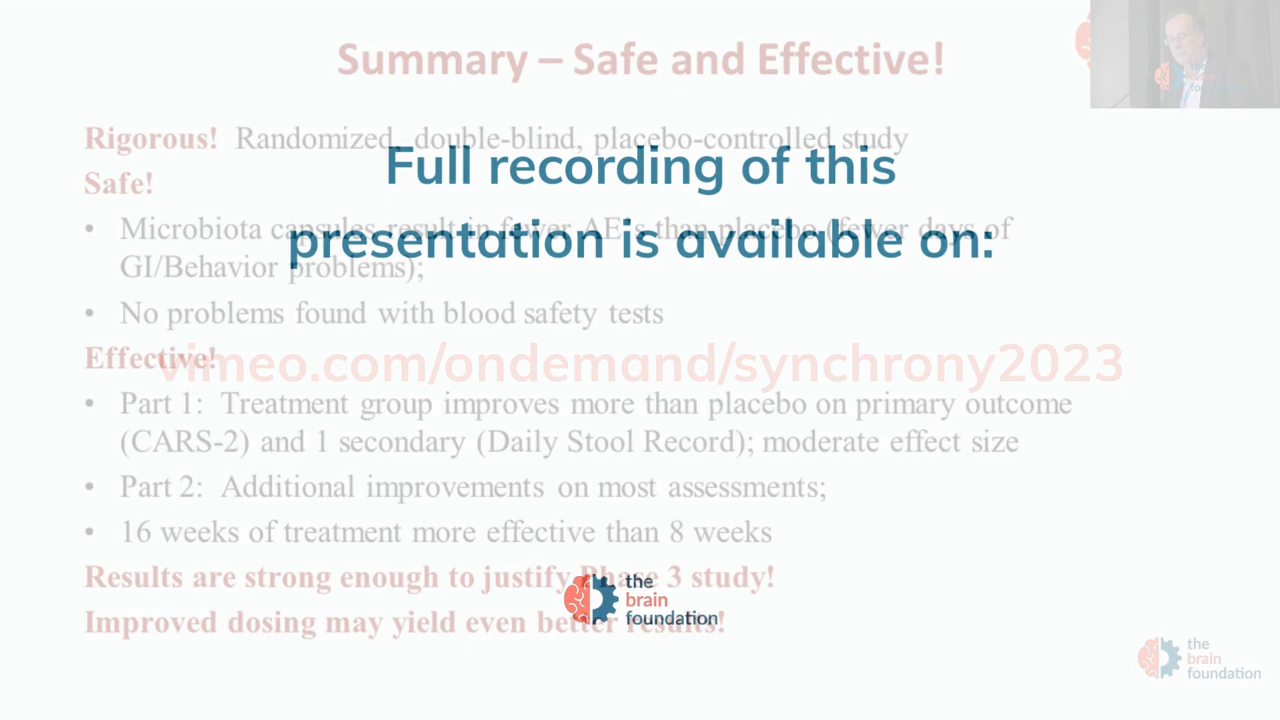 Summary – Safe and Effective!
Rigorous! Randomized, double-blind, placebo-controlled study
Safe!
• Microbiota capsules result in fewer AE's than placebo (fewer days of
GI/Behavior problems);
• No problems found with blood safety tests
Effective!
• Part 1: Treatment group improves more than placebo on primary outcome
(CARS-2) and 1 secondary (Daily Stool Record); moderate effect size
• Part 2: Additional improvements on most assessments;
• 16 weeks of treatment more effective than 8 weeks
Results are strong enough to justify Phase 3 study!
Improved dosing may yield even better results!
Full recording of this
presentation is available on:
vimeo.com/ondemand/synchrony2023
the
brain
foundation
the
brain
foundation